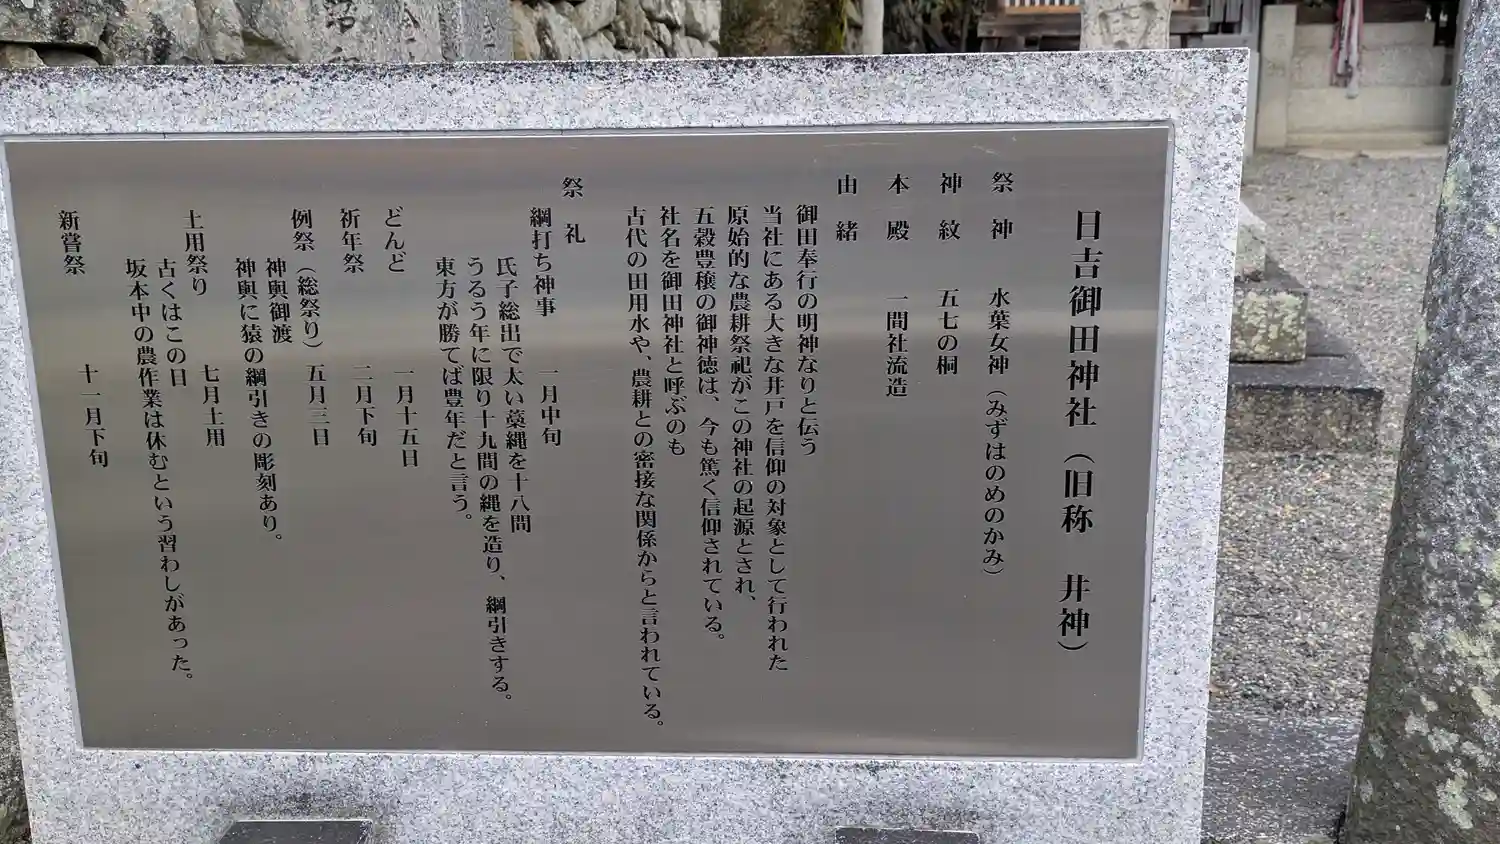 日吉御田神社（旧称　井神）
祭神　水葉女神（みずはのめのかみ）
神紋　五七の桐
本殿　一間社流造
由緒
御田奉行の明神なりと伝う
当社にある大きな井戸を信仰の対象として行われた
原始的な農耕祭祀がこの神社の起源とされ、
五穀豊穣の御神徳は、今も篤く信仰されている。
社名を御田神社と呼ぶのも
古代の田用水や、農耕との密接な関係からと言われている。
祭礼
綱打ち神事　一月中旬
氏子総出で太い藁縄を十八間
うるう年に限り十九間の縄を造り、綱引きする。
東方が勝てば豊年だと言う。
どんど　一月十五日
祈年祭　二月下旬
例祭（総祭り）五月三日
神輿御渡
神輿に猿の綱引きの彫刻あり。
土用祭り　七月土用
古くはこの日
坂本中の農作業は休むという習わしがあった。
新嘗祭　十一月下旬